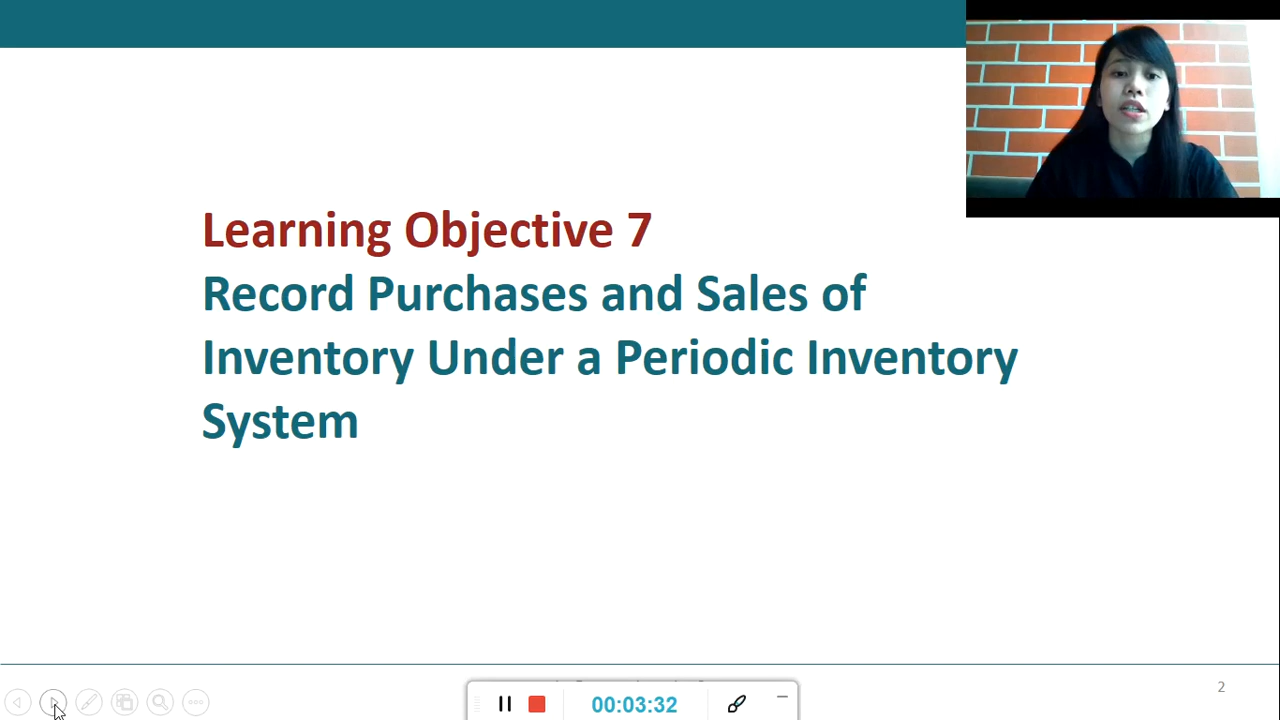 Learning Objective 7
Record Purchases and Sales of
Inventory Under a Periodic Inventory
System
2
00:03:32